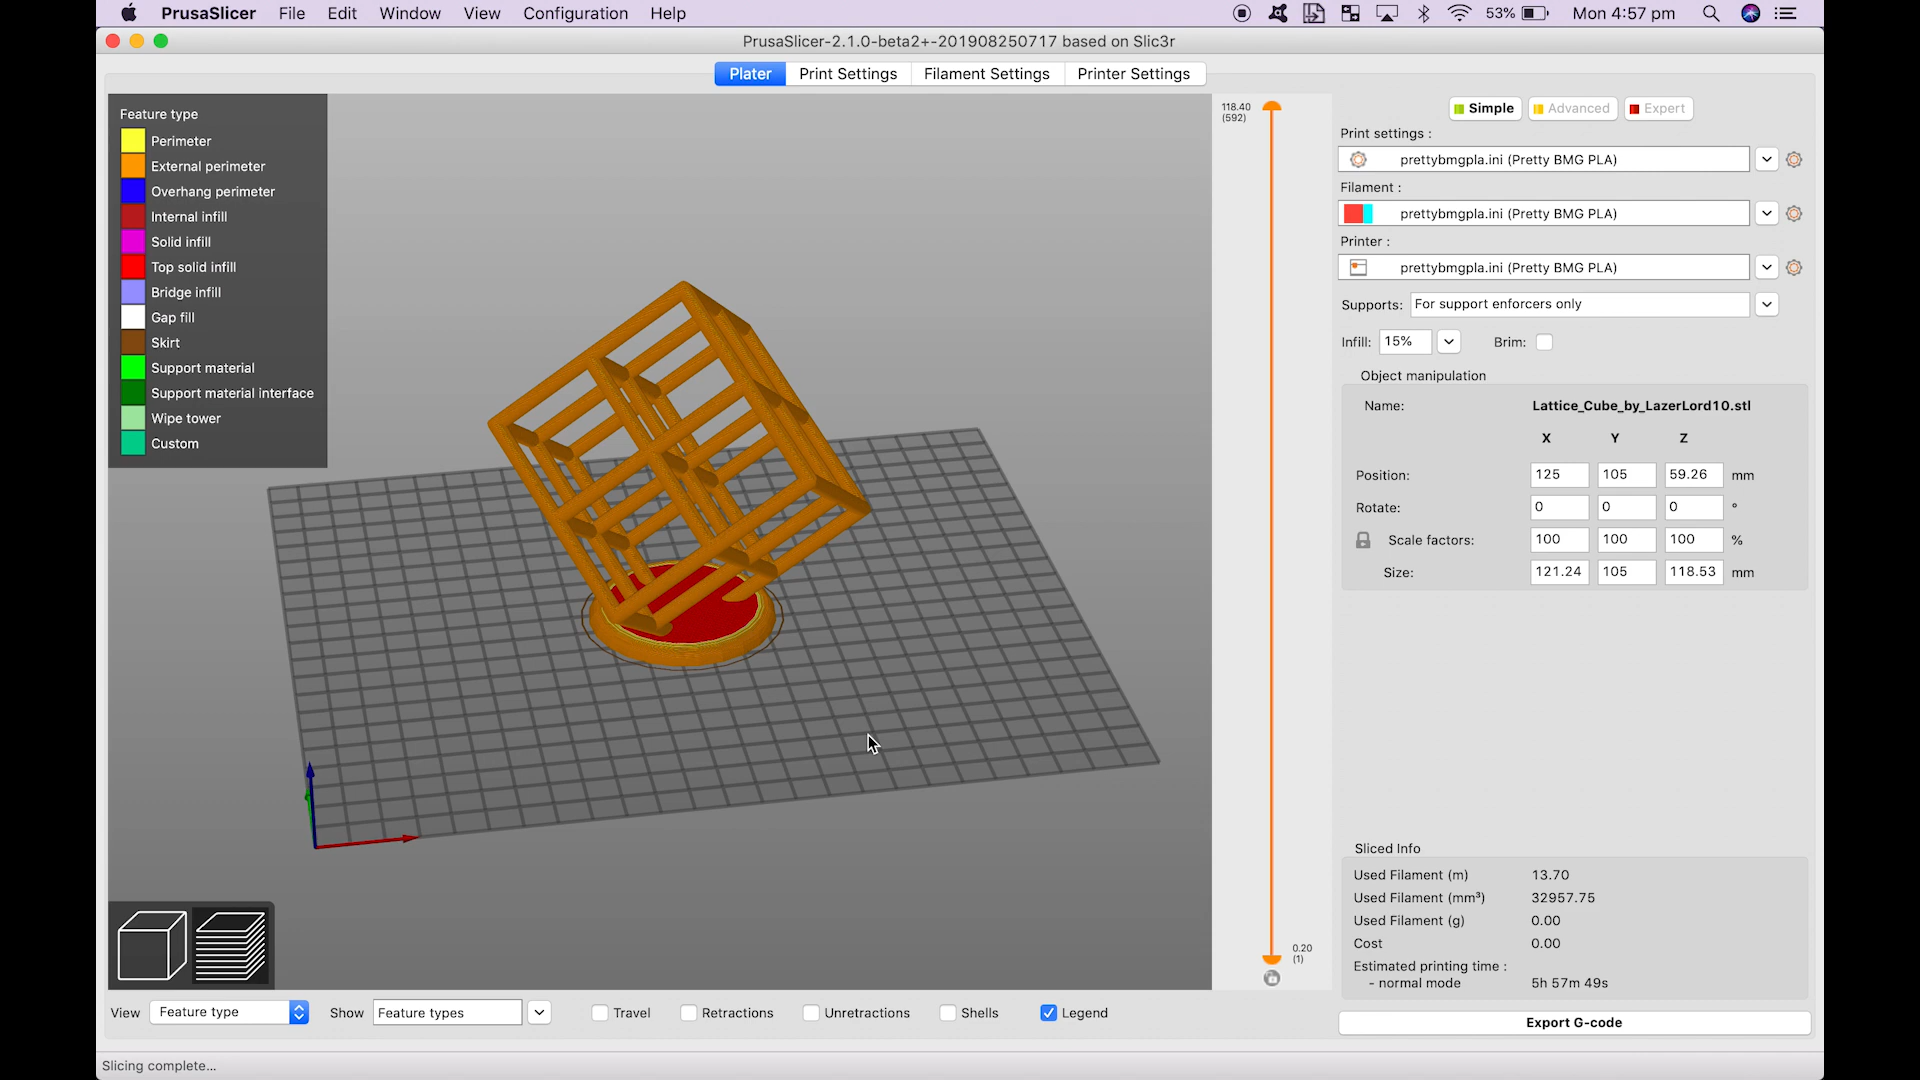 PrusaSlicer File Edit Window View Configuration Help 53% Mon 4:57 pm
PrusaSlicer-2.1.0-beta2+-201908250717 based on Slic3r
Plater Print Settings Filament Settings Printer Settings
Feature type
Perimeter
External perimeter
Overhang perimeter
Internal infill
Solid infill
Top solid infill
Bridge infill
Gap fill
Skirt
Support material
Support material interface
Wipe tower
Custom
118.40
(592)
0.20
(1)
Simple Advanced Expert
Print settings :
prettybmgpla.ini (Pretty BMG PLA)
Filament :
prettybmgpla.ini (Pretty BMG PLA)
Printer :
prettybmgpla.ini (Pretty BMG PLA)
Supports: For support enforcers only
Infill: 15% Brim:
Object manipulation
Name: Lattice_Cube_by_LazerLord10.stl
X Y Z
Position: 125 105 59.26 mm
Rotate: 0 0 0 °
Scale factors: 100 100 100 %
Size: 121.24 105 118.53 mm
Sliced Info
Used Filament (m) 13.70
Used Filament (mm³) 32957.75
Used Filament (g) 0.00
Cost 0.00
Estimated printing time :
- normal mode 5h 57m 49s
Export G-code
View Feature type Show Feature types Travel Retractions Unretractions Shells Legend
Slicing complete...